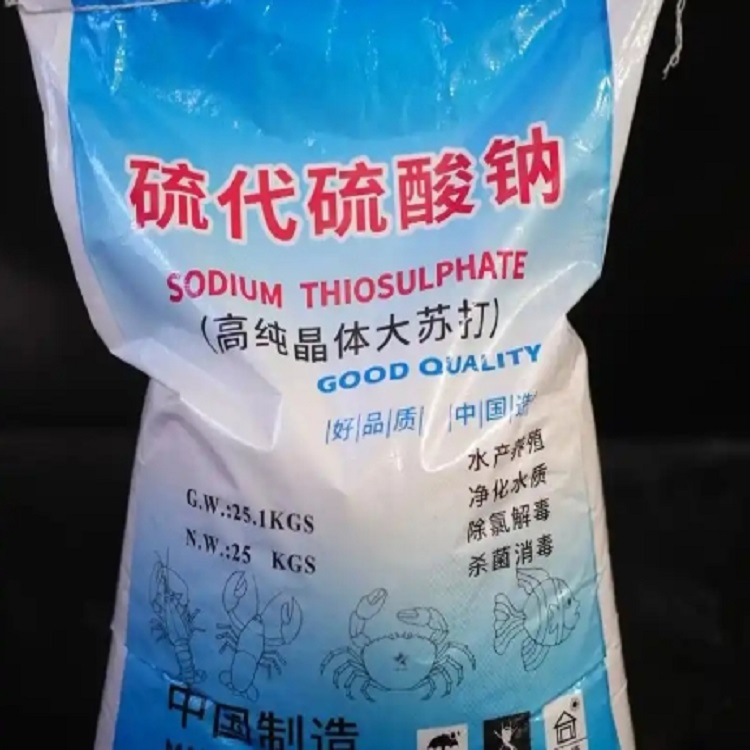 硫代硫酸钠
SODIUM THIOSULPHATE
(高纯晶体大苏打)
GOOD QUALITY
|好|品|质| |中|国|造
水产养殖
净化水质
除氯解毒
杀菌消毒
G.W.:25.1KGS
N.W.:25 KGS
中国制造